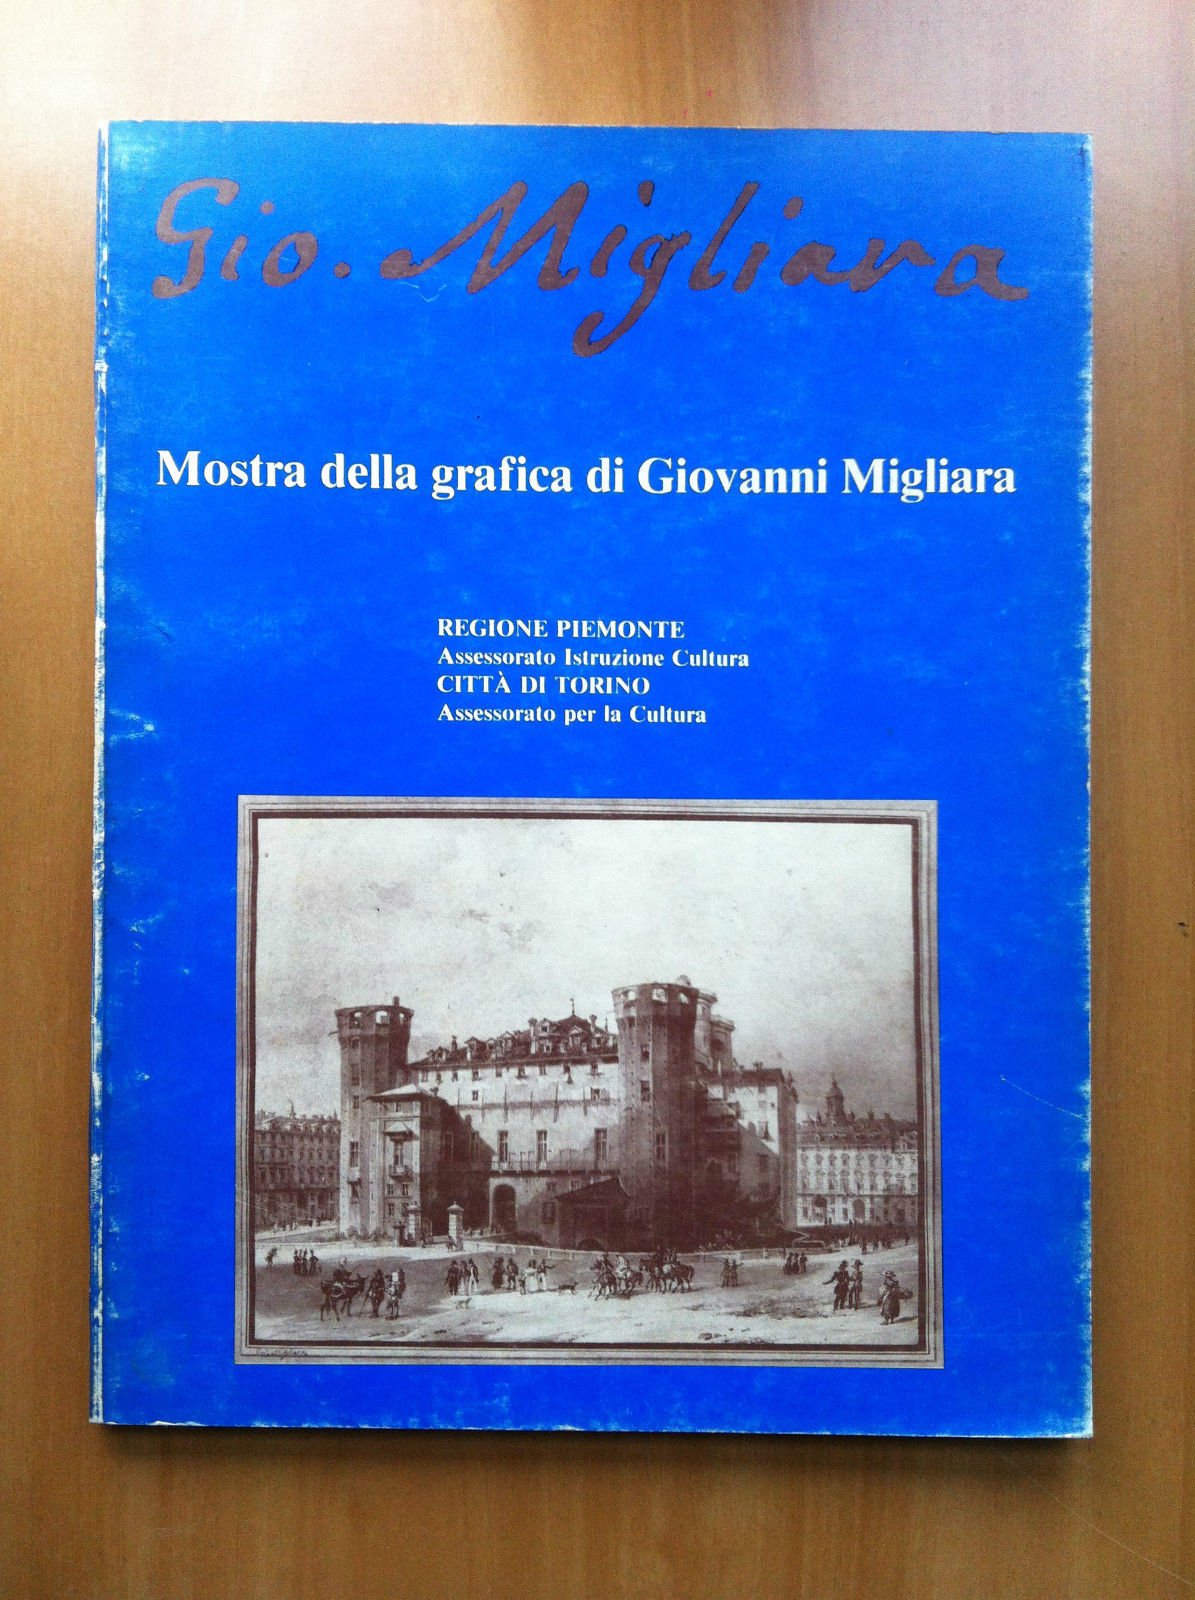 Gio. Migliara
Mostra della grafica di Giovanni Migliara
REGIONE PIEMONTE
Assessorato Istruzione Cultura
CITTÀ DI TORINO
Assessorato per la Cultura